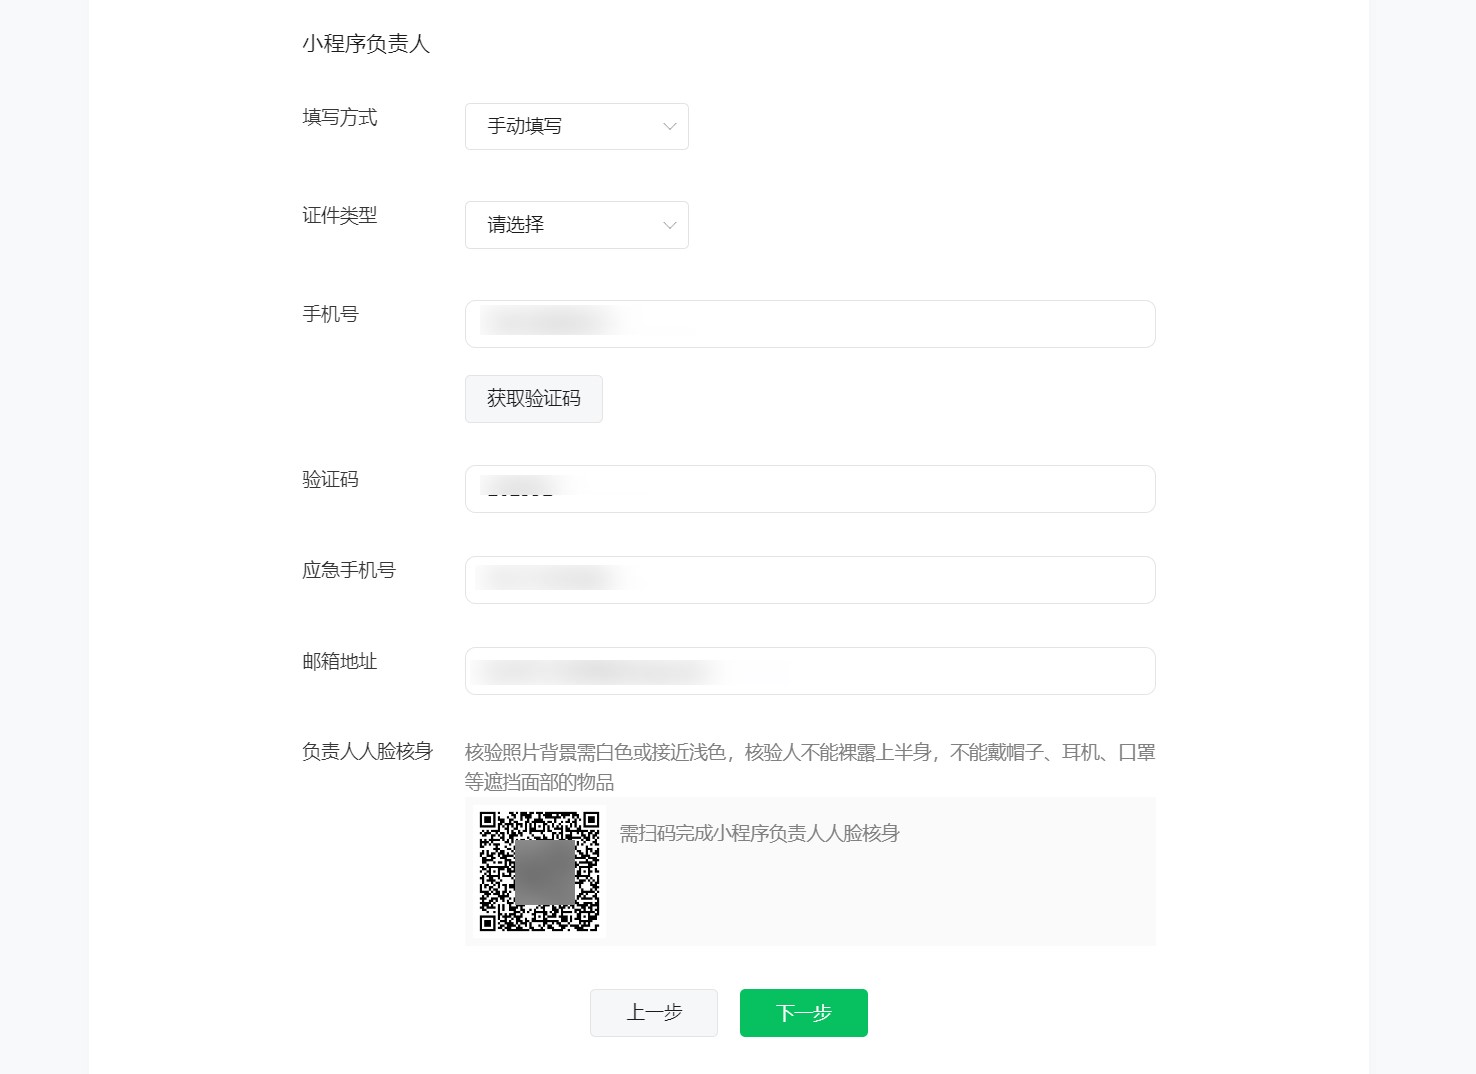 小程序负责人
填写方式
手动填写
证件类型
请选择
手机号
获取验证码
验证码
应急手机号
邮箱地址
负责人人脸核身
核验照片背景需白色或接近浅色，核验人不能裸露上半身，不能戴帽子、耳机、口罩
等遮挡面部的物品
需扫码完成小程序负责人人脸核身
上一步
下一步